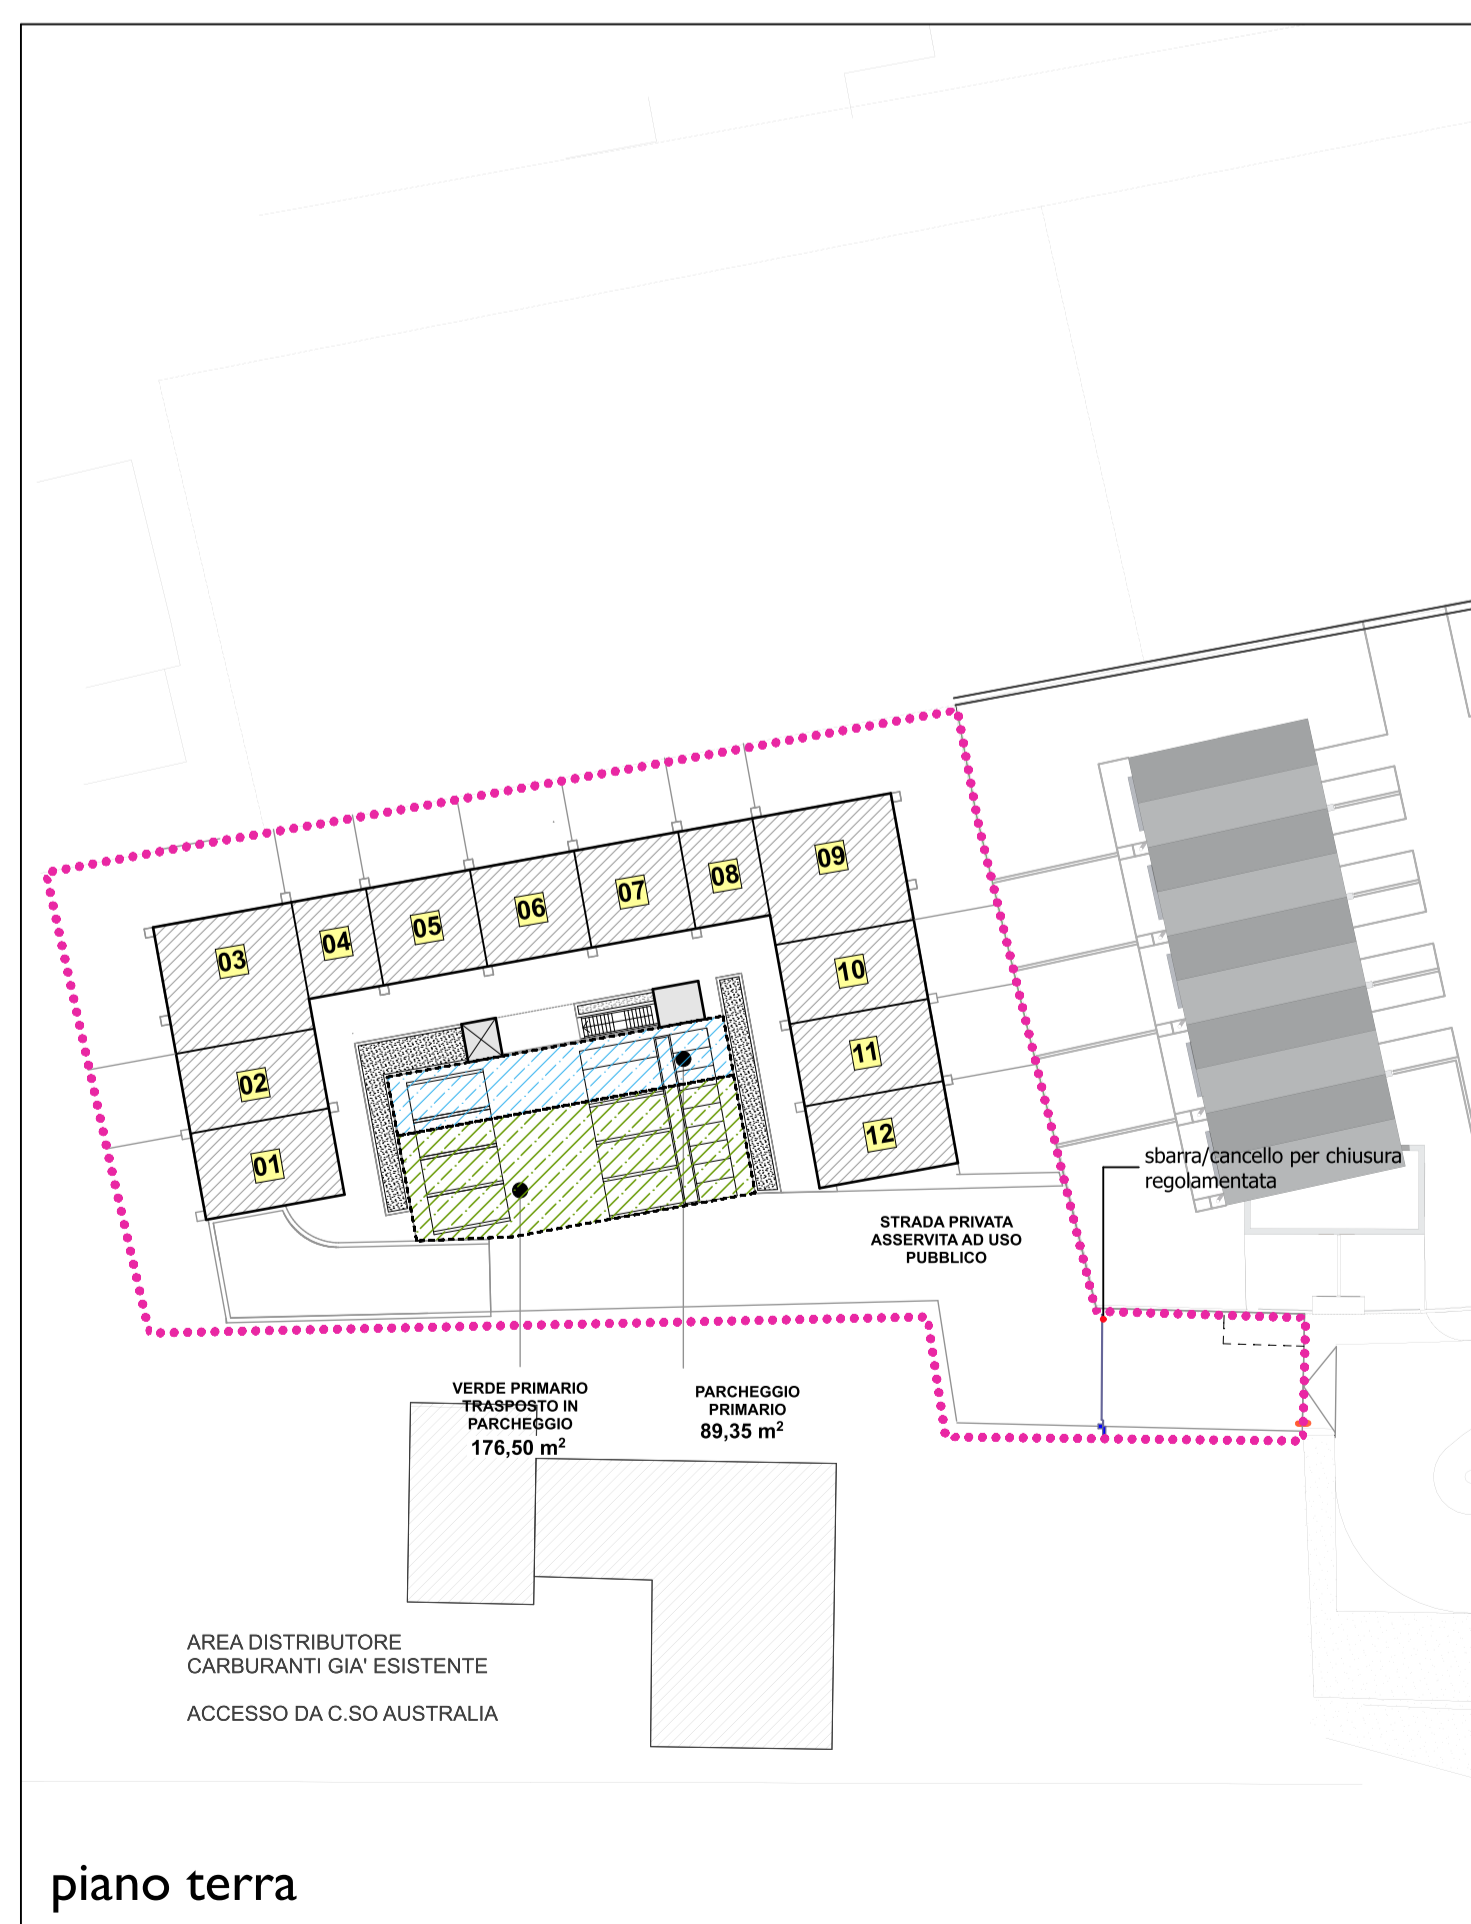 09
08
07
06
05
04
03
10
11
02
12
01
sbarra/cancello per chiusura
regolamentata
STRADA PRIVATA
ASSERVITA AD USO
PUBBLICO
VERDE PRIMARIO
TRASPOSTO IN
PARCHEGGIO
176,50 m²
PARCHEGGIO
PRIMARIO
89,35 m²
AREA DISTRIBUTORE
CARBURANTI GIA' ESISTENTE
ACCESSO DA C.SO AUSTRALIA
piano terra